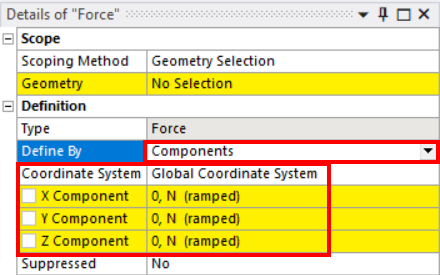 Details of "Force"
Scope
Scoping Method Geometry Selection
Geometry No Selection
Definition
Type Force
Define By Components
Coordinate System Global Coordinate System
X Component 0, N (ramped)
Y Component 0, N (ramped)
Z Component 0, N (ramped)
Suppressed No